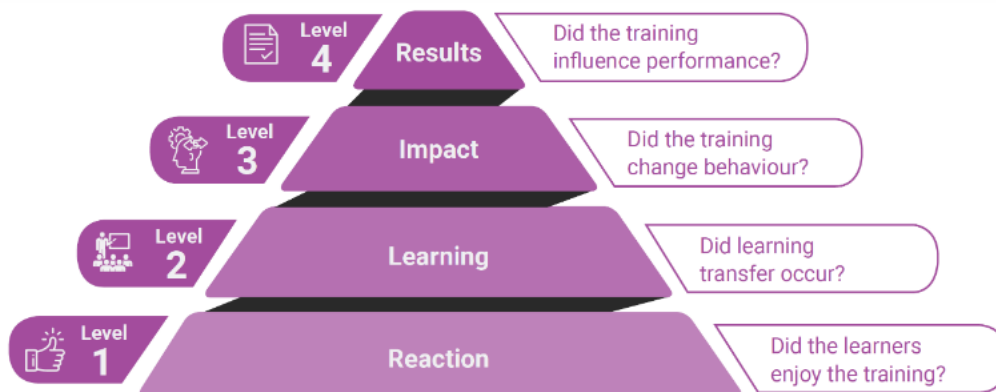 Level
4
Results
Did the training
influence performance?
Level
3
Impact
Did the training
change behaviour?
Level
2
Learning
Did learning
transfer occur?
Level
1
Reaction
Did the learners
enjoy the training?